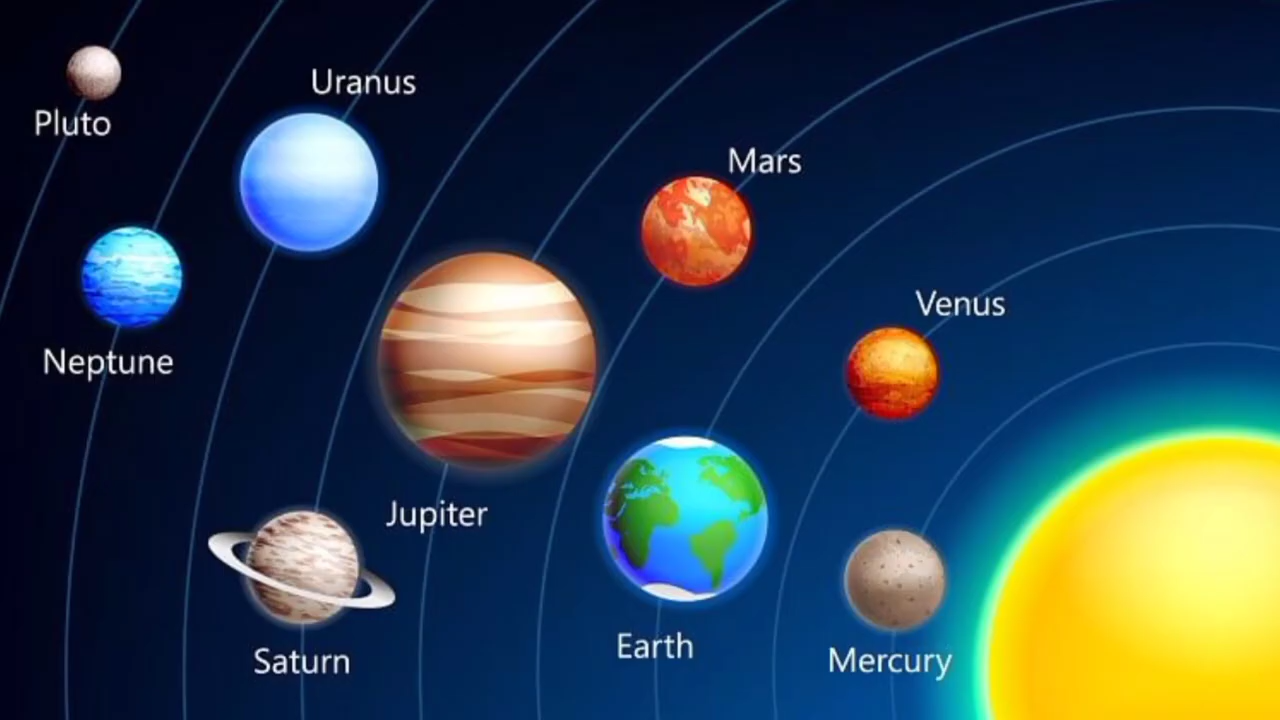 Uranus
Pluto
Mars
Venus
Neptune
Jupiter
Earth
Saturn
Mercury